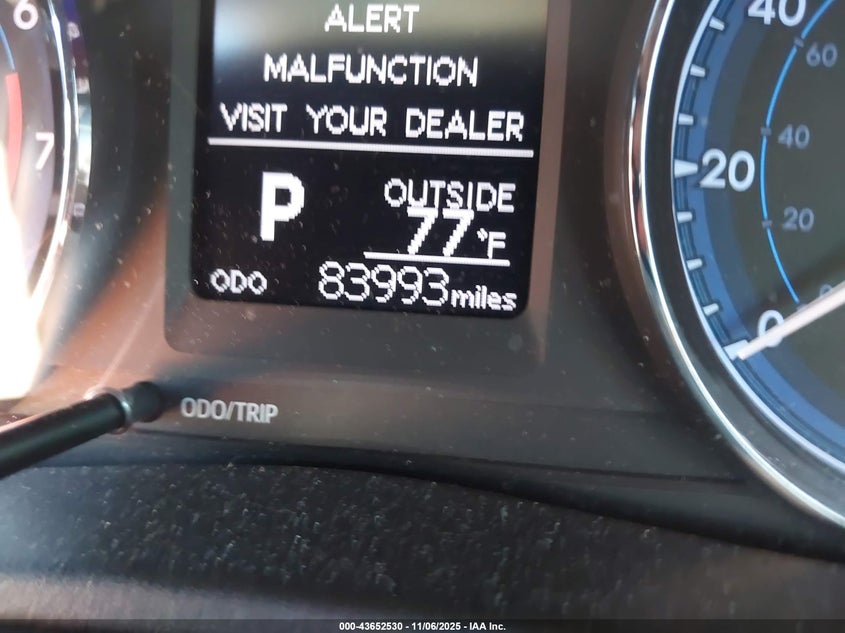 ALERT
MALFUNCTION
VISIT YOUR DEALER
P
OUTSIDE
77°F
ODO 83993 miles
ODO/TRIP
6
7
40
20
0
60
40
20
000-43652530 - 11/06/2025 - IAA Inc.